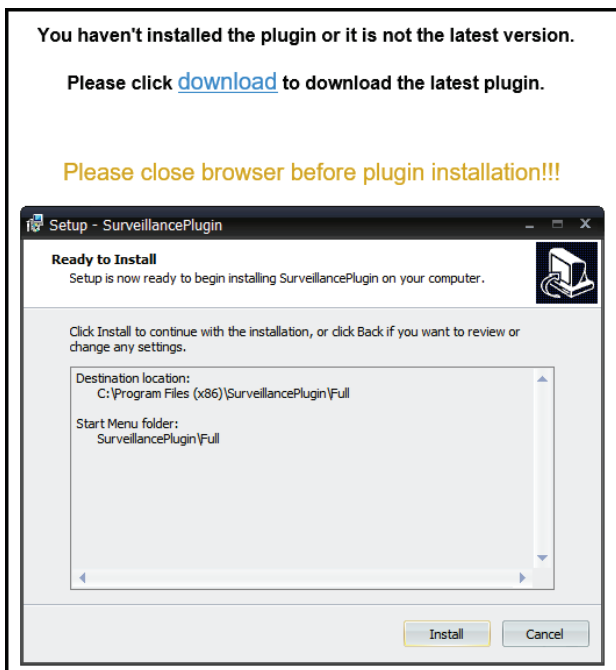 You haven't installed the plugin or it is not the latest version.
Please click download to download the latest plugin.
Please close browser before plugin installation!!!
Setup - SurveillancePlugin
Ready to Install
Setup is now ready to begin installing SurveillancePlugin on your computer.
Click Install to continue with the installation, or click Back if you want to review or
change any settings.
Destination location:
C:\Program Files (x86)\SurveillancePlugin\Full
Start Menu folder:
SurveillancePlugin\Full
Install Cancel